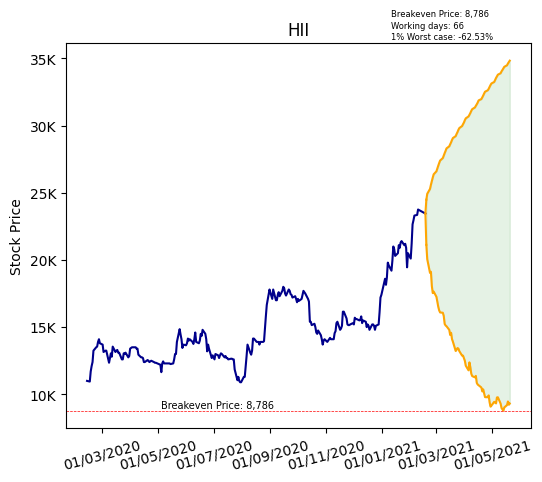 Breakeven Price: 8,786
Working days: 66
1% Worst case: -62.53%
HII
Stock Price
35K
30K
25K
20K
15K
10K
Breakeven Price: 8,786
01/03/2020
01/05/2020
01/07/2020
01/09/2020
01/11/2020
01/01/2021
01/03/2021
01/05/2021